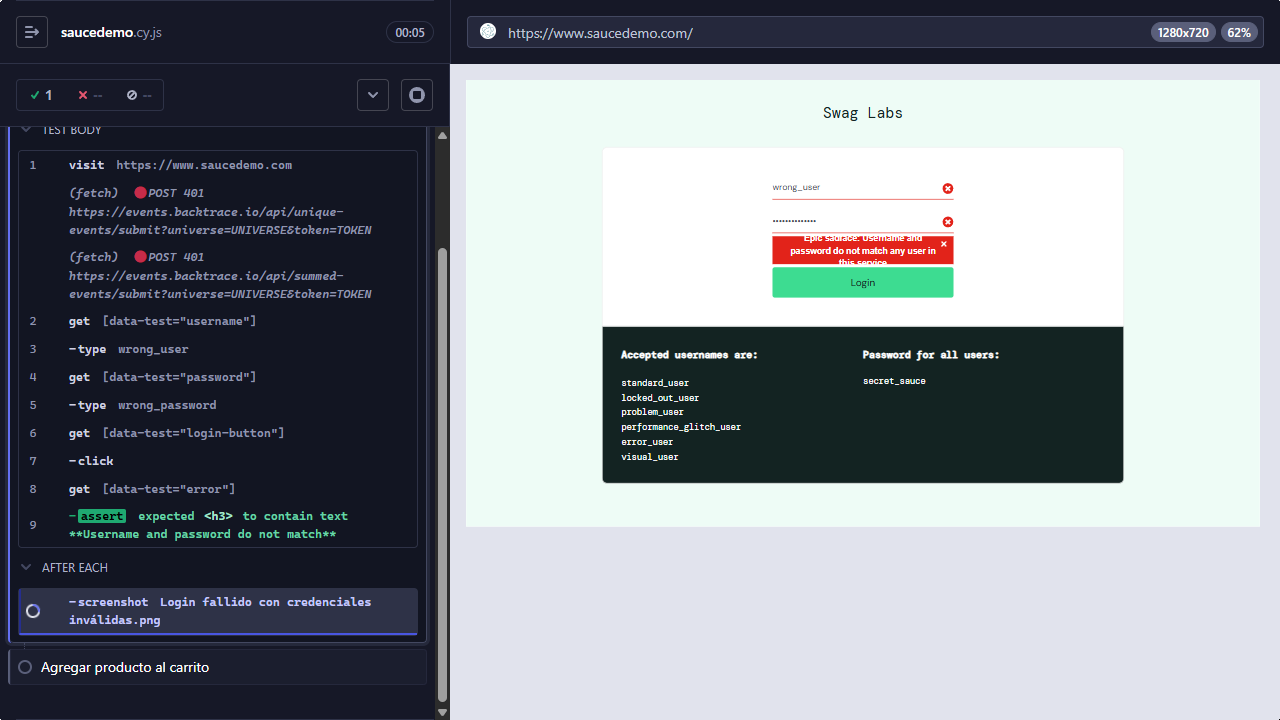 saucedemo.cy.js
00:05
https://www.saucedemo.com/
1280x720
62%
1
--
--
TEST BODY
1 visit https://www.saucedemo.com
(fetch) POST 401
https://events.backtrace.io/api/unique-
events/submit?universe=UNIVERSE&token=TOKEN
(fetch) POST 401
https://events.backtrace.io/api/summed-
events/submit?universe=UNIVERSE&token=TOKEN
2 get [data-test="username"]
3 -type wrong_user
4 get [data-test="password"]
5 -type wrong_password
6 get [data-test="login-button"]
7 -click
8 get [data-test="error"]
9 -assert expected <h3> to contain text
**Username and password do not match**
AFTER EACH
-screenshot Login fallido con credenciales
inválidas.png
Agregar producto al carrito
Swag Labs
wrong_user
••••••••••••••
Epic sadface: Username and
password do not match any user in
this service
Login
Accepted usernames are:
standard_user
locked_out_user
problem_user
performance_glitch_user
error_user
visual_user
Password for all users:
secret_sauce